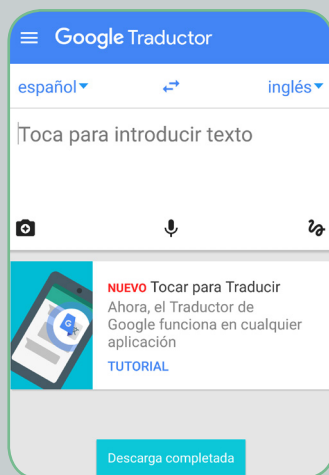 Google Traductor
español
inglés
Toca para introducir texto
NUEVO Tocar para Traducir
Ahora, el Traductor de
Google funciona en cualquier
aplicación
TUTORIAL
G
Descarga completada